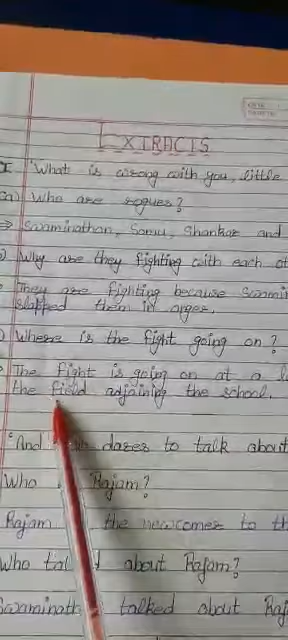 EXTRACTS
I "What is wrong with you, little
(a) Who are rogues?
→ Swaminathan, Somu, Shankar and
) Why are they fighting with each ot
They are fighting because Swami
slapped them in anger.
) Where is the fight going on?
The fight is going on at a
the field adjoining the school.
"And dares to talk about
Who Rajam?
Rajam the newcomer to th
Who tal about Rajam?
Swaminath talked about Raj